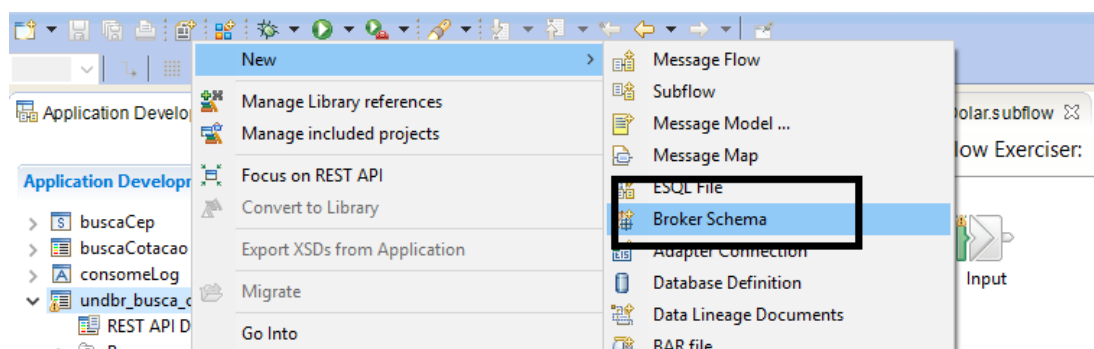 New
Message Flow
Subflow
Manage Library references
Message Model ...
Manage included projects
Message Map
Focus on REST API
ESQL File
Convert to Library
Broker Schema
Export XSDs from Application
Adapter Connection
Migrate
Database Definition
Go Into
Data Lineage Documents
BAR file
Application Develo
Application Developr
buscaCep
buscaCotacao
consomeLog
undbr_busca_c
REST API D
olar.subflow
low Exerciser:
Input